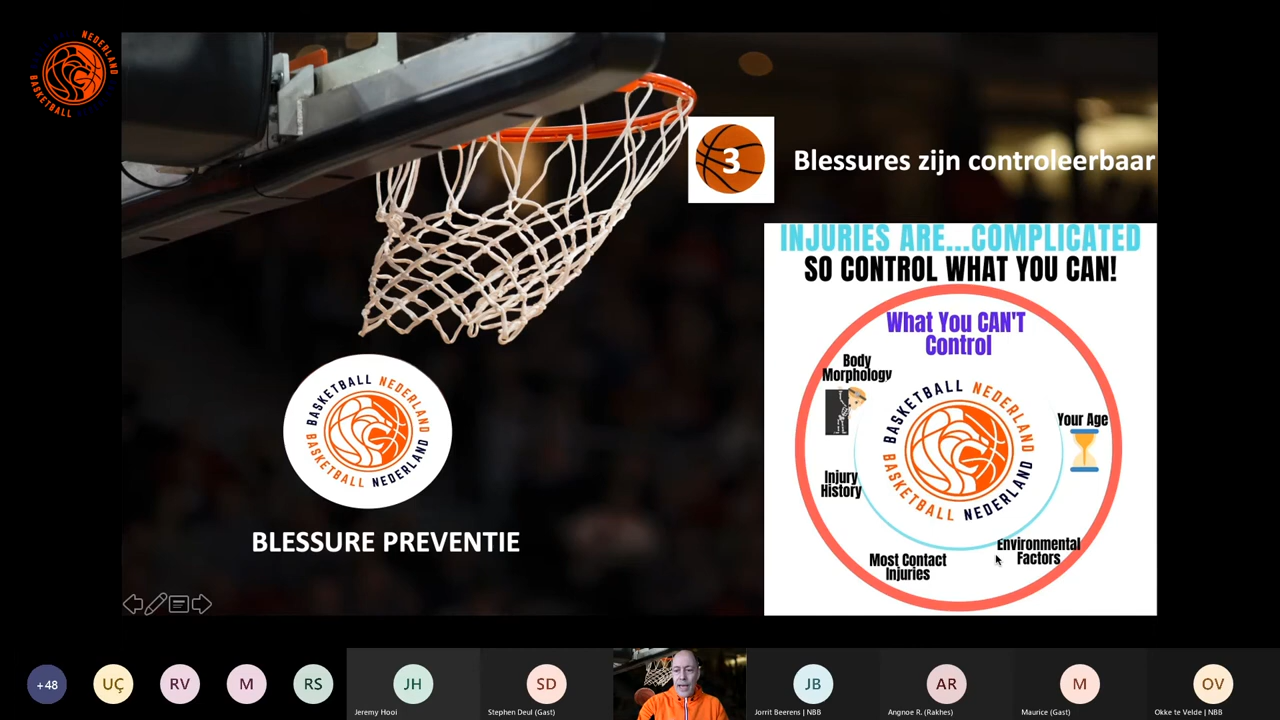 BASKETBALL NEDERLAND
3
Blessures zijn controleerbaar
INJURIES ARE...COMPLICATED
SO CONTROL WHAT YOU CAN!
What You CAN'T
Control
Body
Morphology
BASKETBALL NEDERLAND
BASKETBALL NEDERLAND
Your Age
Injury
History
Environmental
Factors
Most Contact
Injuries
BASKETBALL NEDERLAND
BASKETBALL NEDERLAND
BLESSURE PREVENTIE
+48
UÇ
RV
M
RS
JH
Jeremy Hooi
SD
Stephen Deul (Gast)
JB
Jorrit Beerens | NBB
AR
Angnoe R. (Rakhes)
M
Maurice (Gast)
OV
Okke te Velde | NBB